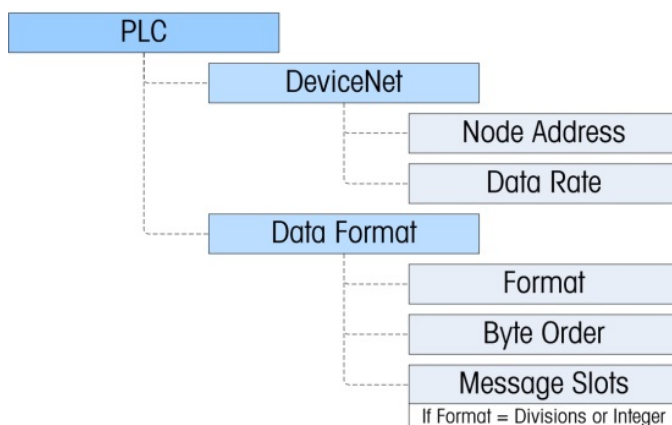 PLC
DeviceNet
Node Address
Data Rate
Data Format
Format
Byte Order
Message Slots
If Format = Divisions or Integer